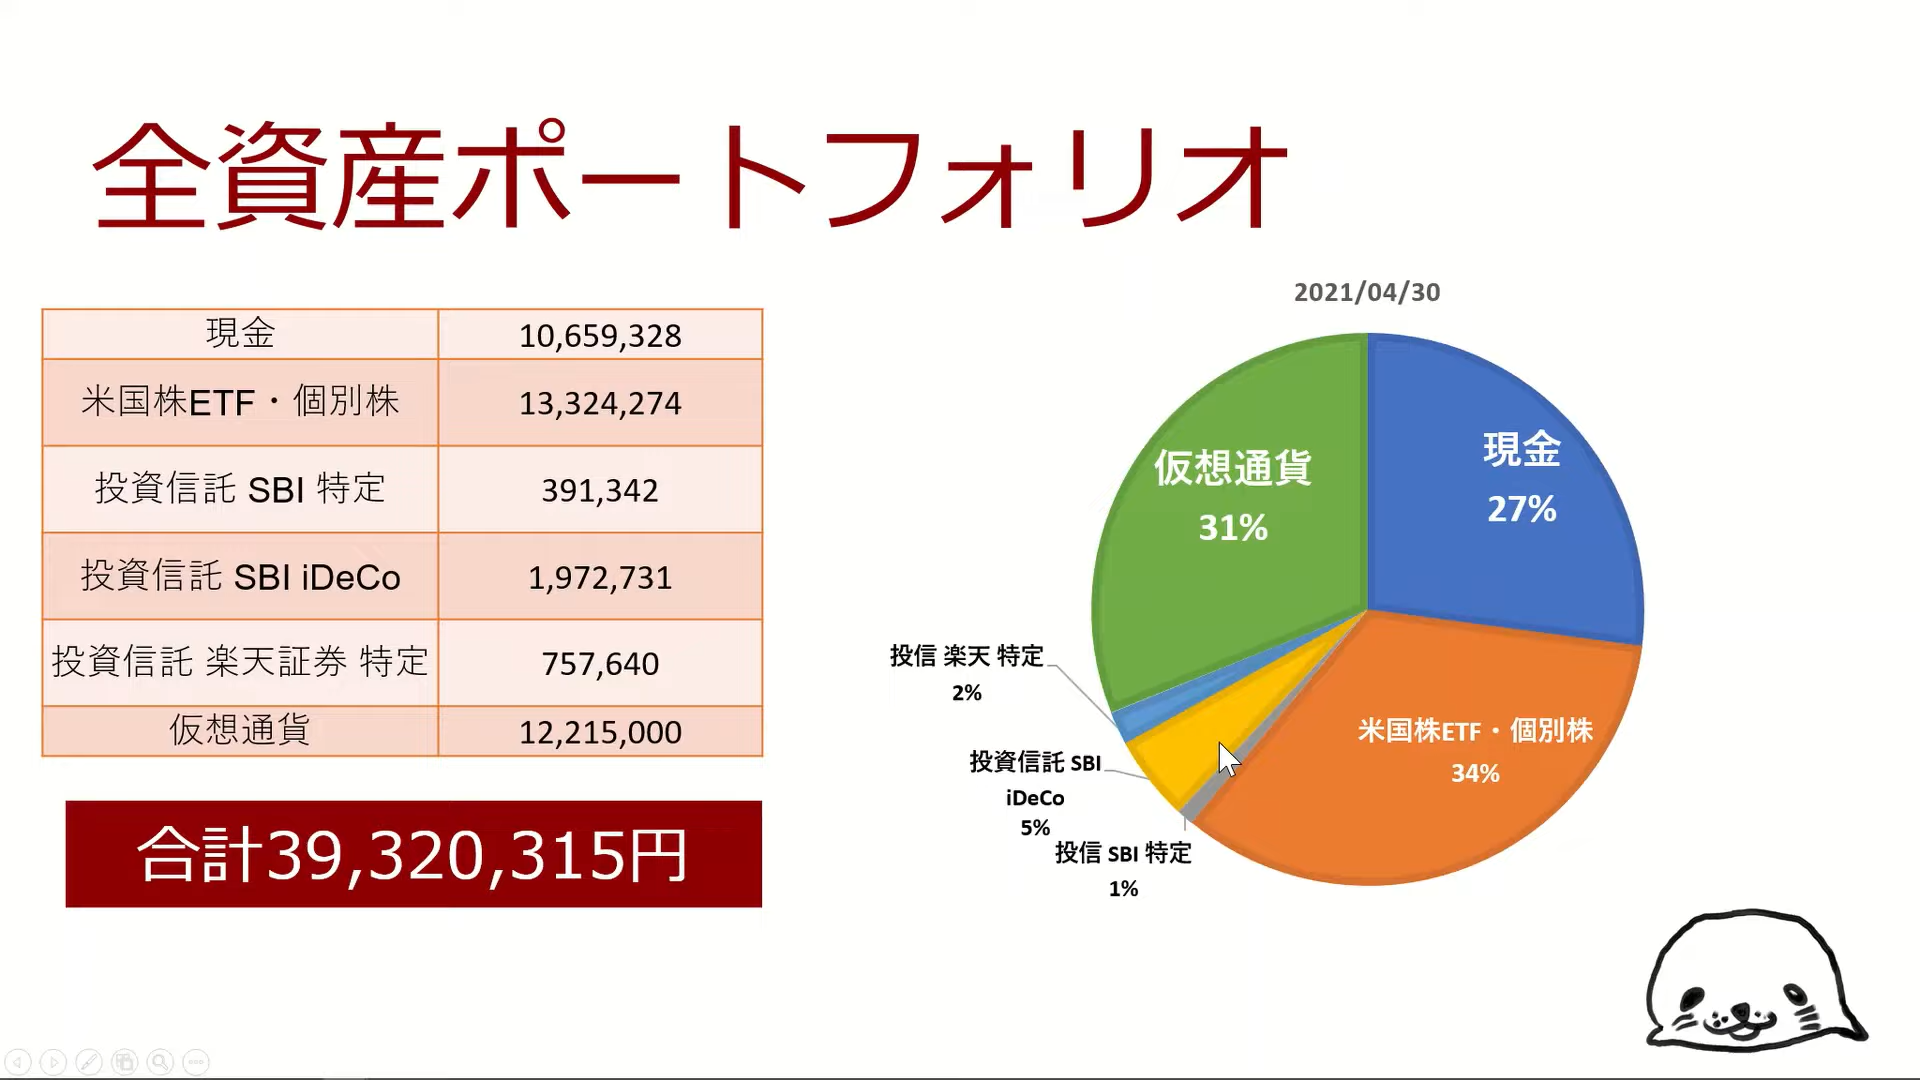 全資産ポートフォリオ
現金 10,659,328
米国株ETF・個別株 13,324,274
投資信託 SBI 特定 391,342
投資信託 SBI iDeCo 1,972,731
投資信託 楽天証券 特定 757,640
仮想通貨 12,215,000
合計39,320,315円
2021/04/30
現金
27%
仮想通貨
31%
投信 楽天 特定
2%
米国株ETF・個別株
34%
投資信託 SBI
iDeCo
5%
投信 SBI 特定
1%